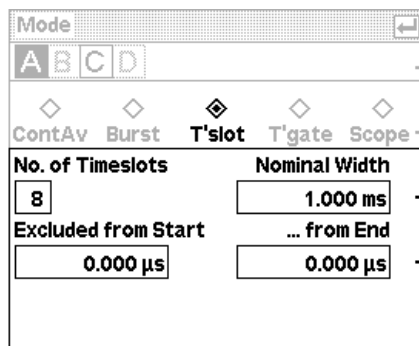 Mode
A B C D
ContAv Burst T'slot T'gate Scope
No. of Timeslots Nominal Width
8 1.000 ms
Excluded from Start ... from End
0.000 µs 0.000 µs